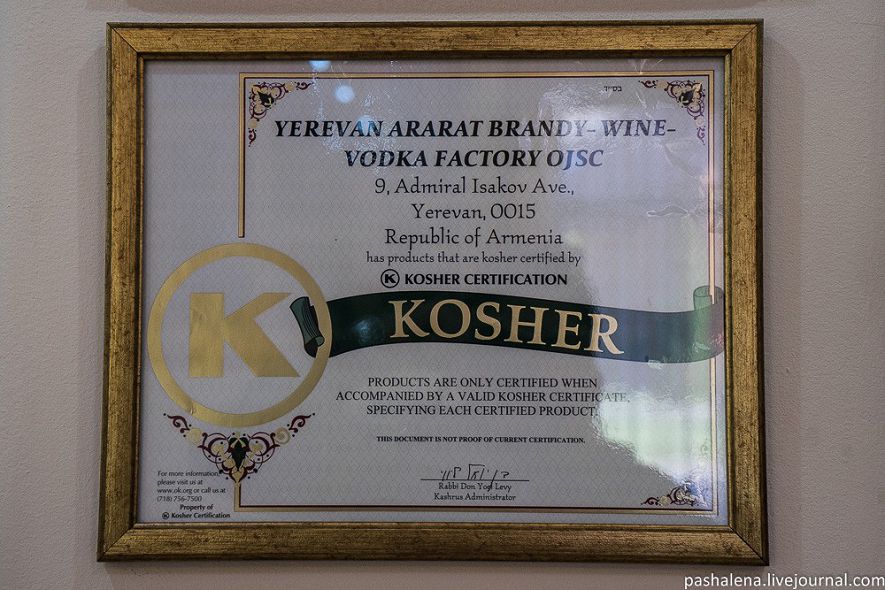 בס״ד
YEREVAN ARARAT BRANDY-WINE-
VODKA FACTORY OJSC
9, Admiral Isakov Ave.,
Yerevan, 0015
Republic of Armenia
has products that are kosher certified by
K KOSHER CERTIFICATION
K
KOSHER
PRODUCTS ARE ONLY CERTIFIED WHEN
ACCOMPANIED BY A VALID KOSHER CERTIFICATE,
SPECIFYING EACH CERTIFIED PRODUCT.
THIS DOCUMENT IS NOT PROOF OF CURRENT CERTIFICATION.
Rabbi Don Yoel Levy
Kashrus Administrator
For more information,
please visit us at
www.ok.org or call us at
(718) 756-7500
Property of
K Kosher Certification
pashalena.livejournal.com